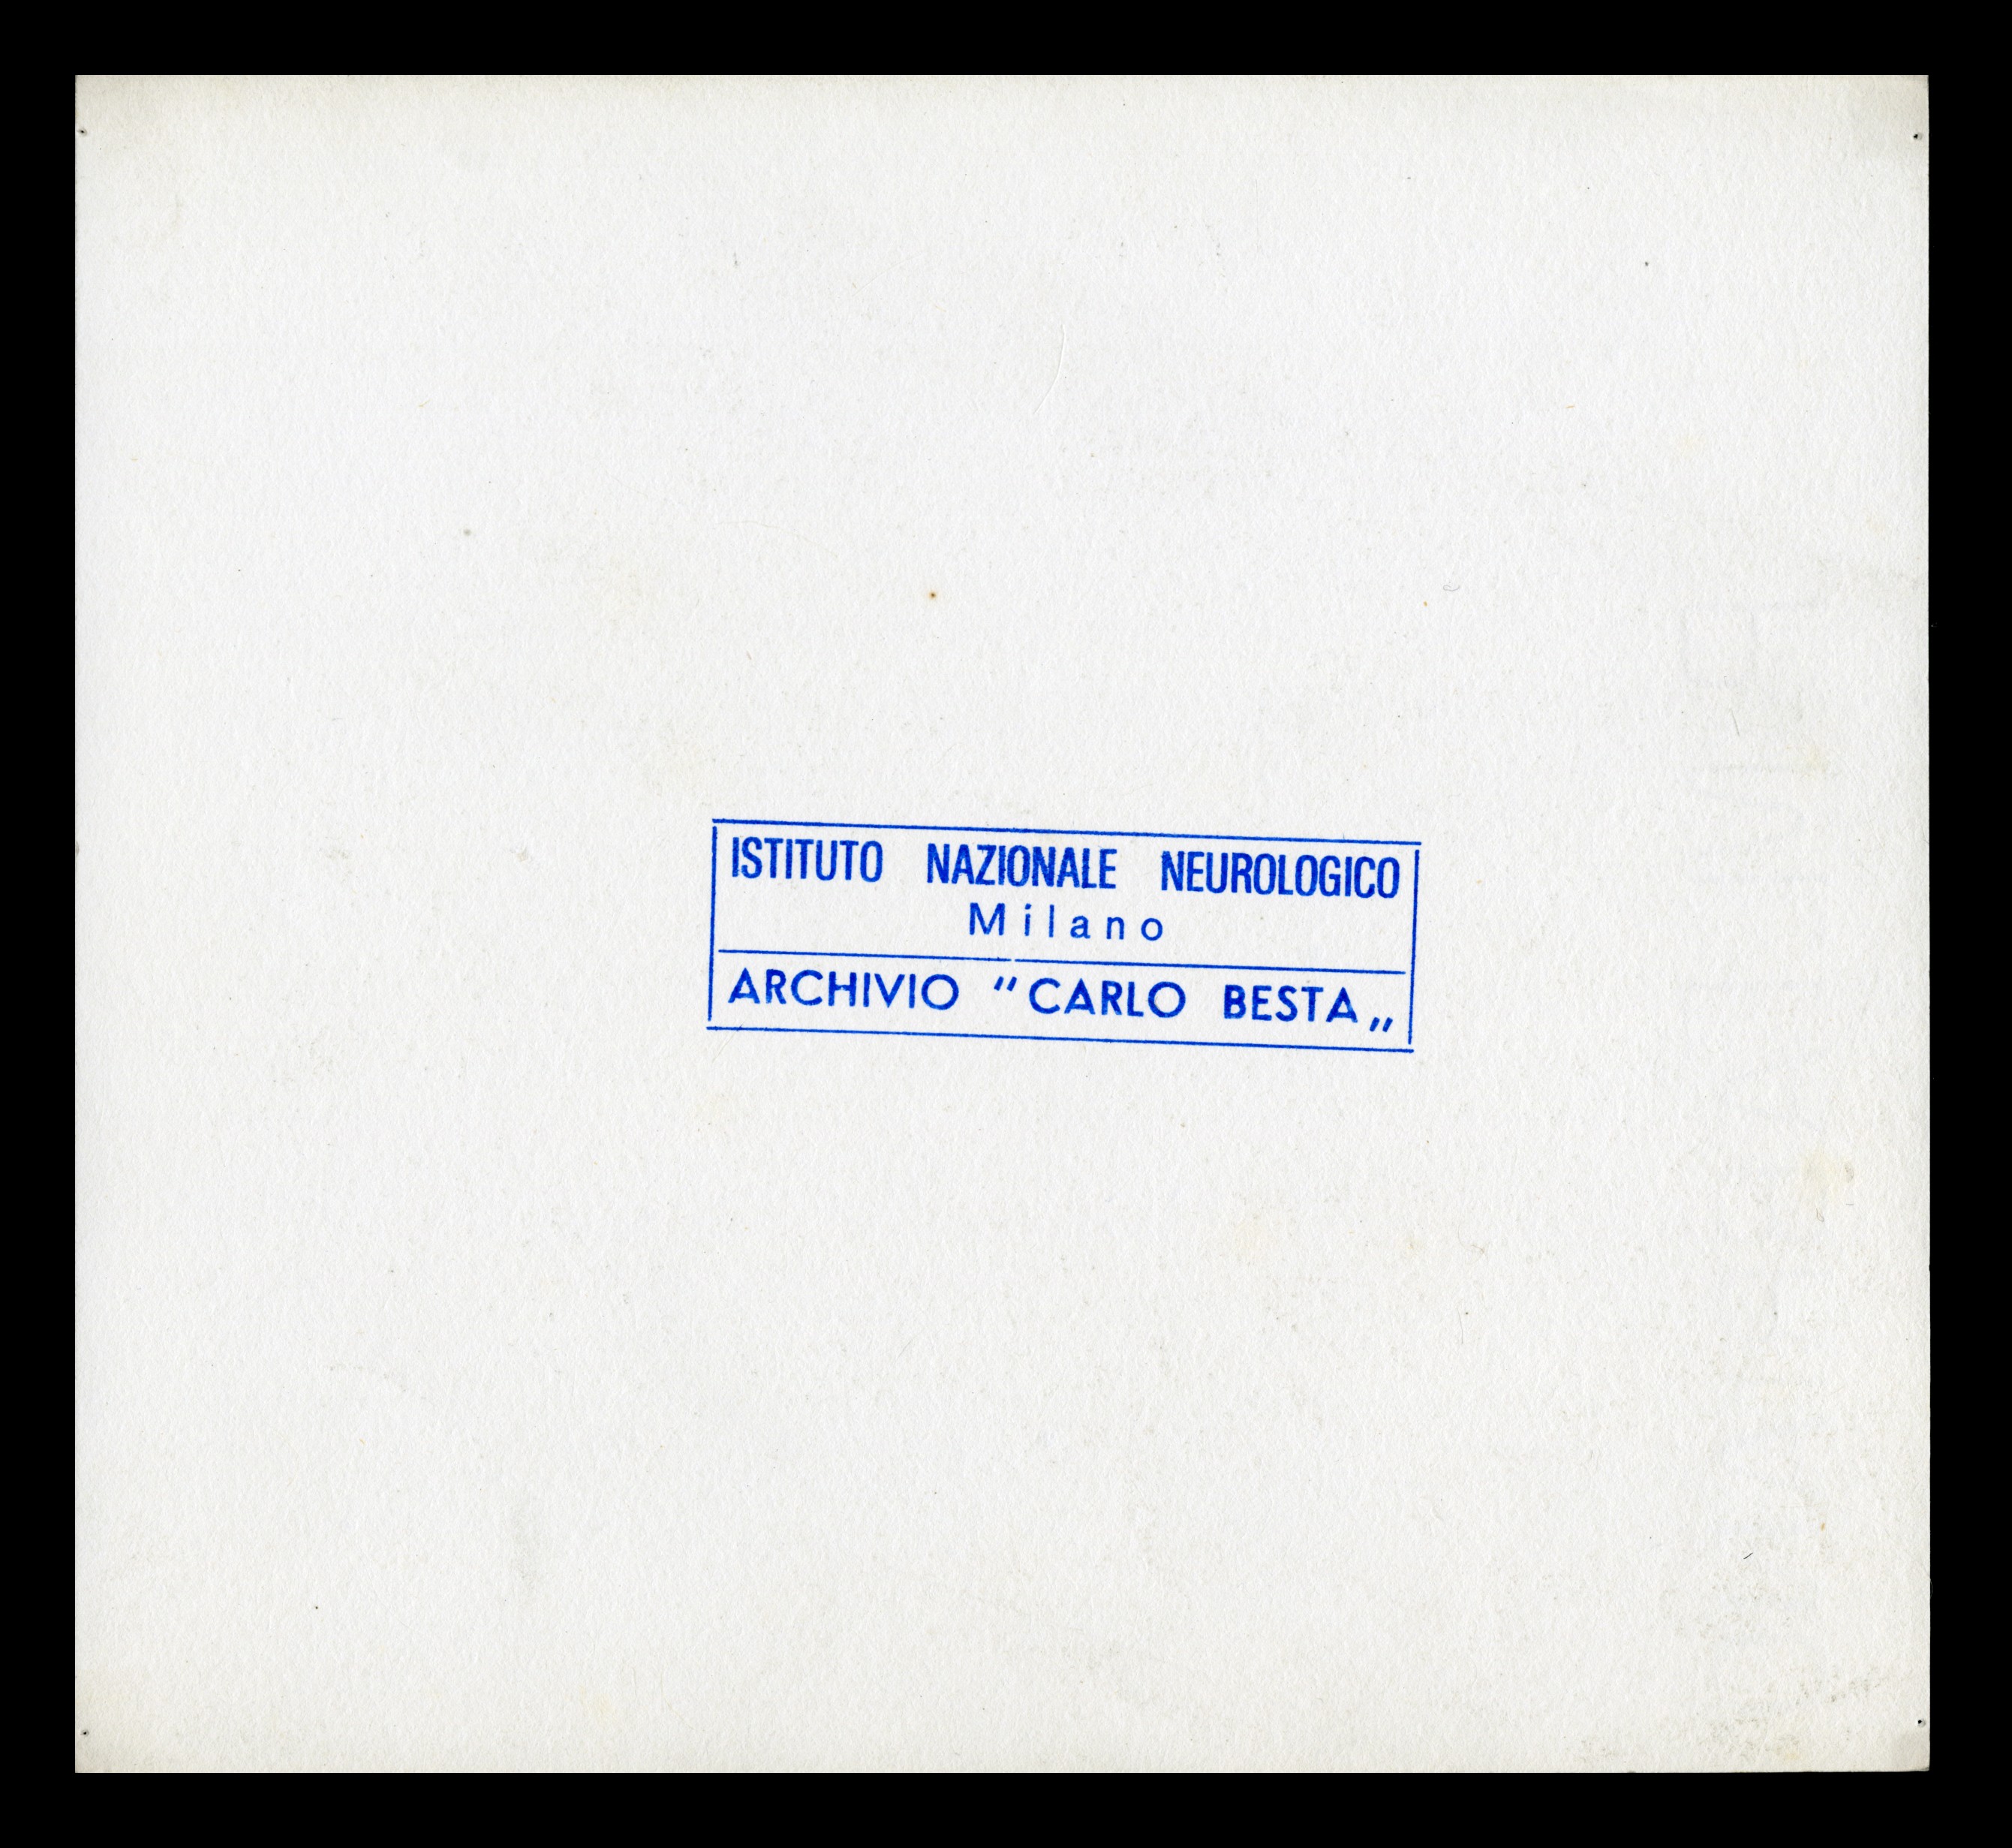 ISTITUTO NAZIONALE NEUROLOGICO
Milano
ARCHIVIO "CARLO BESTA„